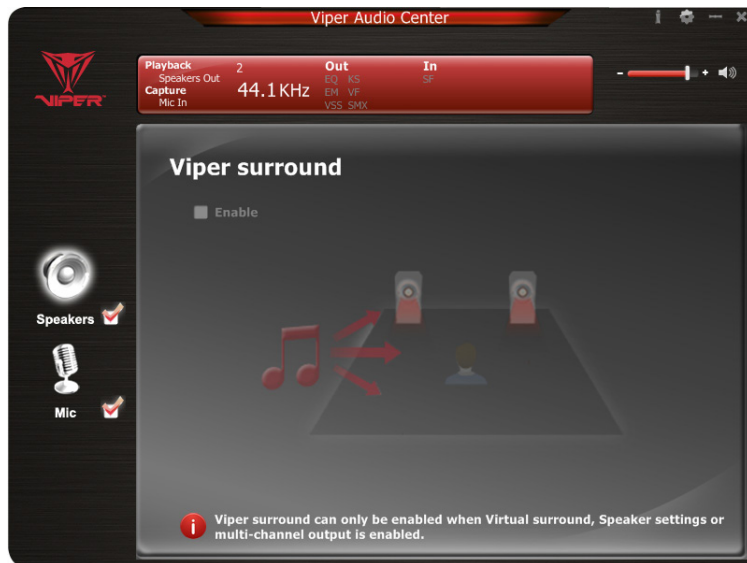 Viper Audio Center
VIPER
Playback
Speakers Out
Capture
Mic In
2
44.1KHz
Out
EQ KS
EM VF
VSS SMX
In
SF
- +
Viper surround
Enable
Speakers
Mic
Viper surround can only be enabled when Virtual surround, Speaker settings or
multi-channel output is enabled.